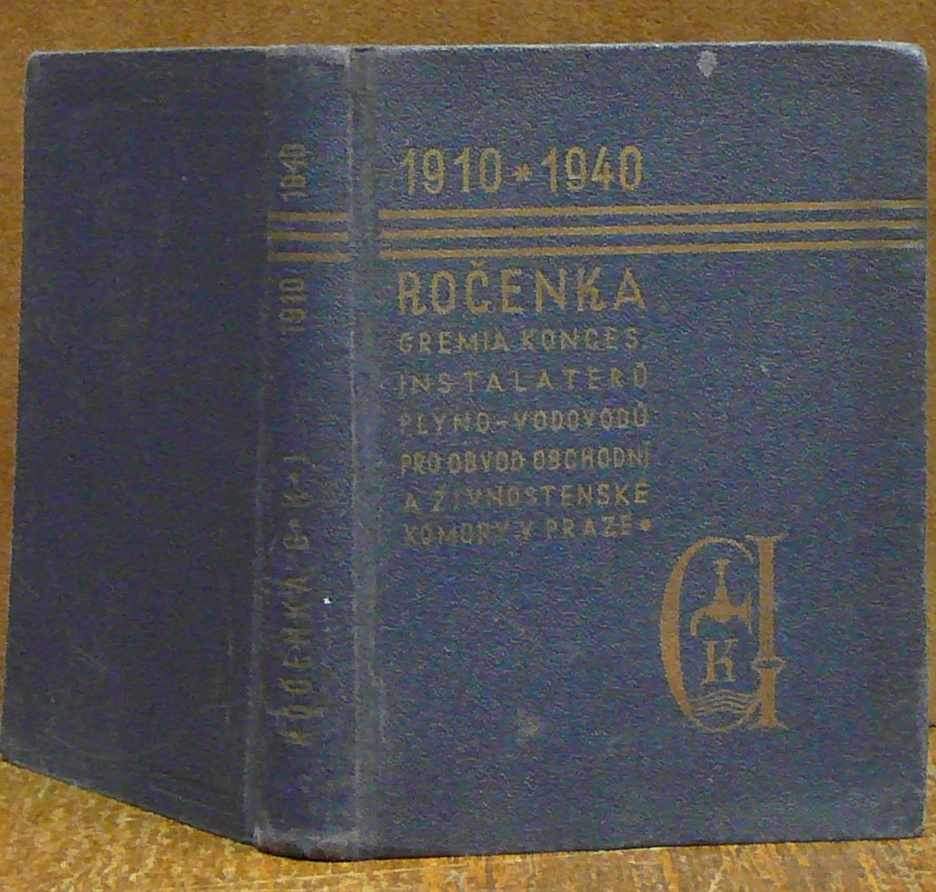 1910 * 1940
ROČENKA
GREMIA KONCES.
INSTALATERŮ
PLYNO-VODOVODŮ
PRO OBVOD OBCHODNÍ
A ŽIVNOSTENSKÉ
KOMORY V PRAZE *
G I K
ROČENKA G*K*I 1910 1940